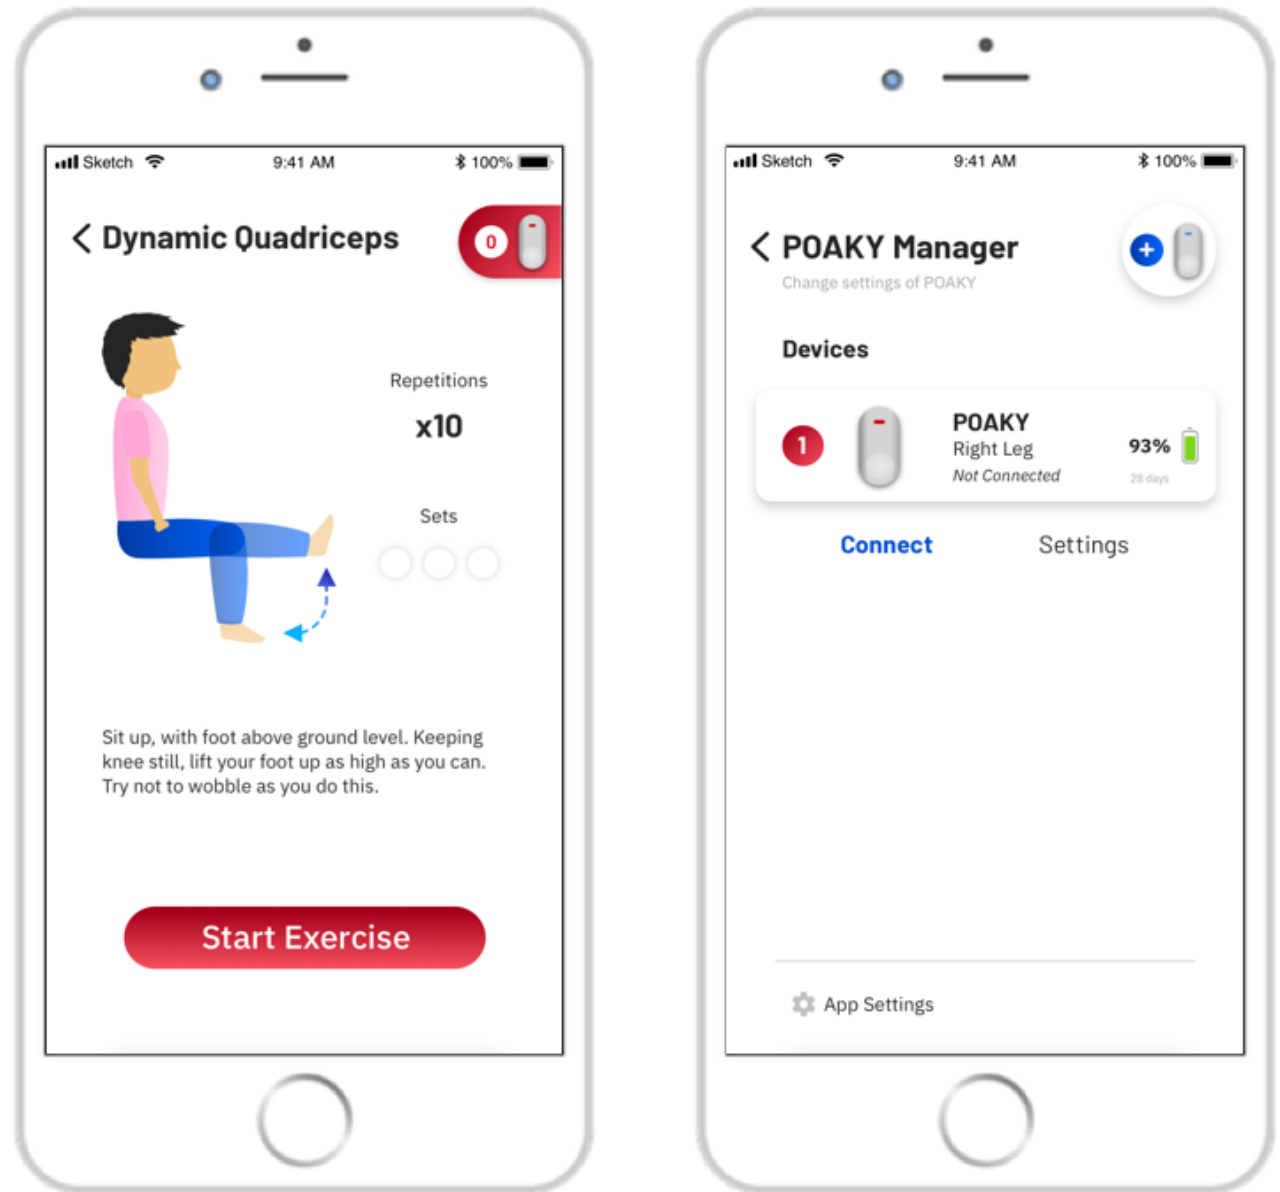 Sketch 9:41 AM 100%
Dynamic Quadriceps 0
Repetitions
x10
Sets
Sit up, with foot above ground level. Keeping
knee still, lift your foot up as high as you can.
Try not to wobble as you do this.
Start Exercise
Sketch 9:41 AM 100%
POAKY Manager +
Change settings of POAKY
Devices
1
POAKY
Right Leg
Not Connected
93%
28 days
Connect Settings
App Settings